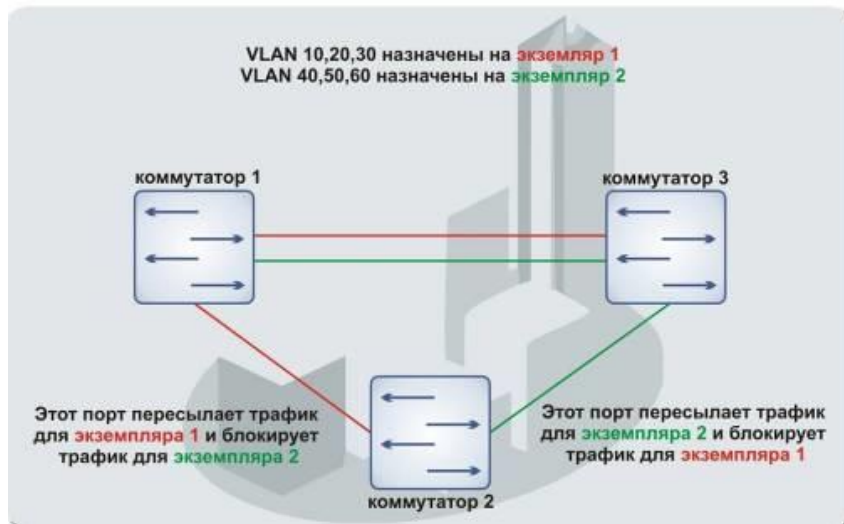 VLAN 10,20,30 назначены на экземляр 1
VLAN 40,50,60 назначены на экземпляр 2
коммутатор 1
коммутатор 3
Этот порт пересылает трафик
для экземпляра 1 и блокирует
трафик для экземпляра 2
Этот порт пересылает трафик
для экземпляра 2 и блокирует
трафик для экземпляра 1
коммутатор 2